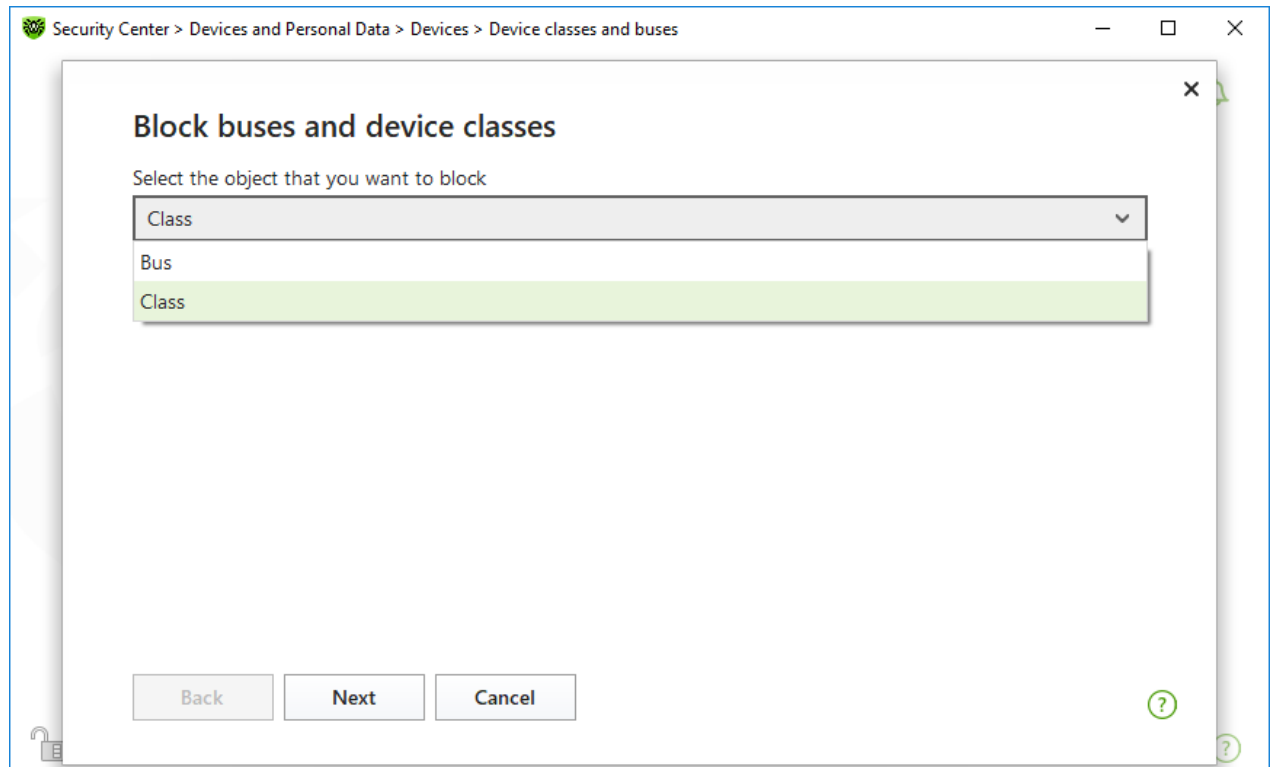 Security Center > Devices and Personal Data > Devices > Device classes and buses
Block buses and device classes
Select the object that you want to block
Class
Bus
Class
Back Next Cancel
?
?